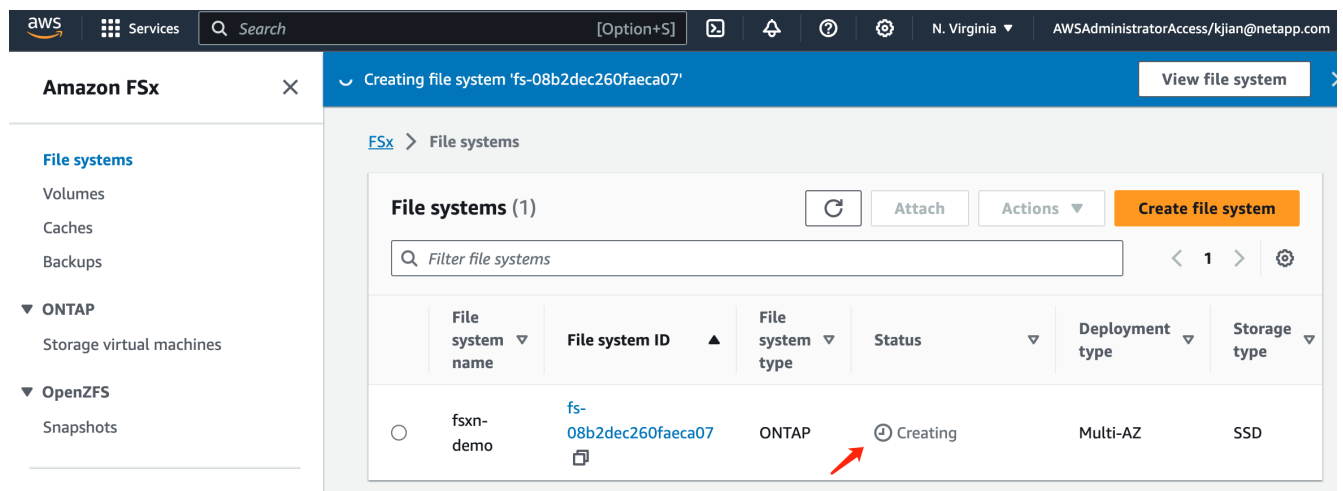 aws
Services
Search
[Option+S]
N. Virginia
AWSAdministratorAccess/kjian@netapp.com
Amazon FSx
File systems
Volumes
Caches
Backups
ONTAP
Storage virtual machines
OpenZFS
Snapshots
Creating file system 'fs-08b2dec260faeca07'
View file system
FSx
File systems
File systems (1)
Attach
Actions
Create file system
Filter file systems
1
File
system
name
File system ID
File
system
type
Status
Deployment
type
Storage
type
fsxn-
demo
fs-
08b2dec260faeca07
ONTAP
Creating
Multi-AZ
SSD